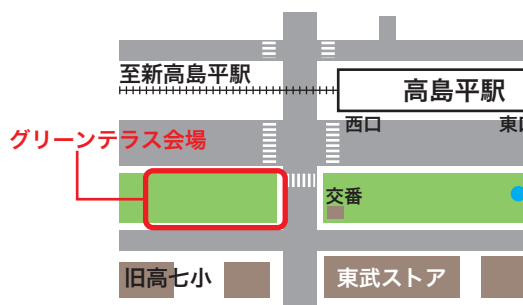 至新高島平駅
高島平駅
西口
東口
グリーンテラス会場
交番
旧高七小
東武ストア